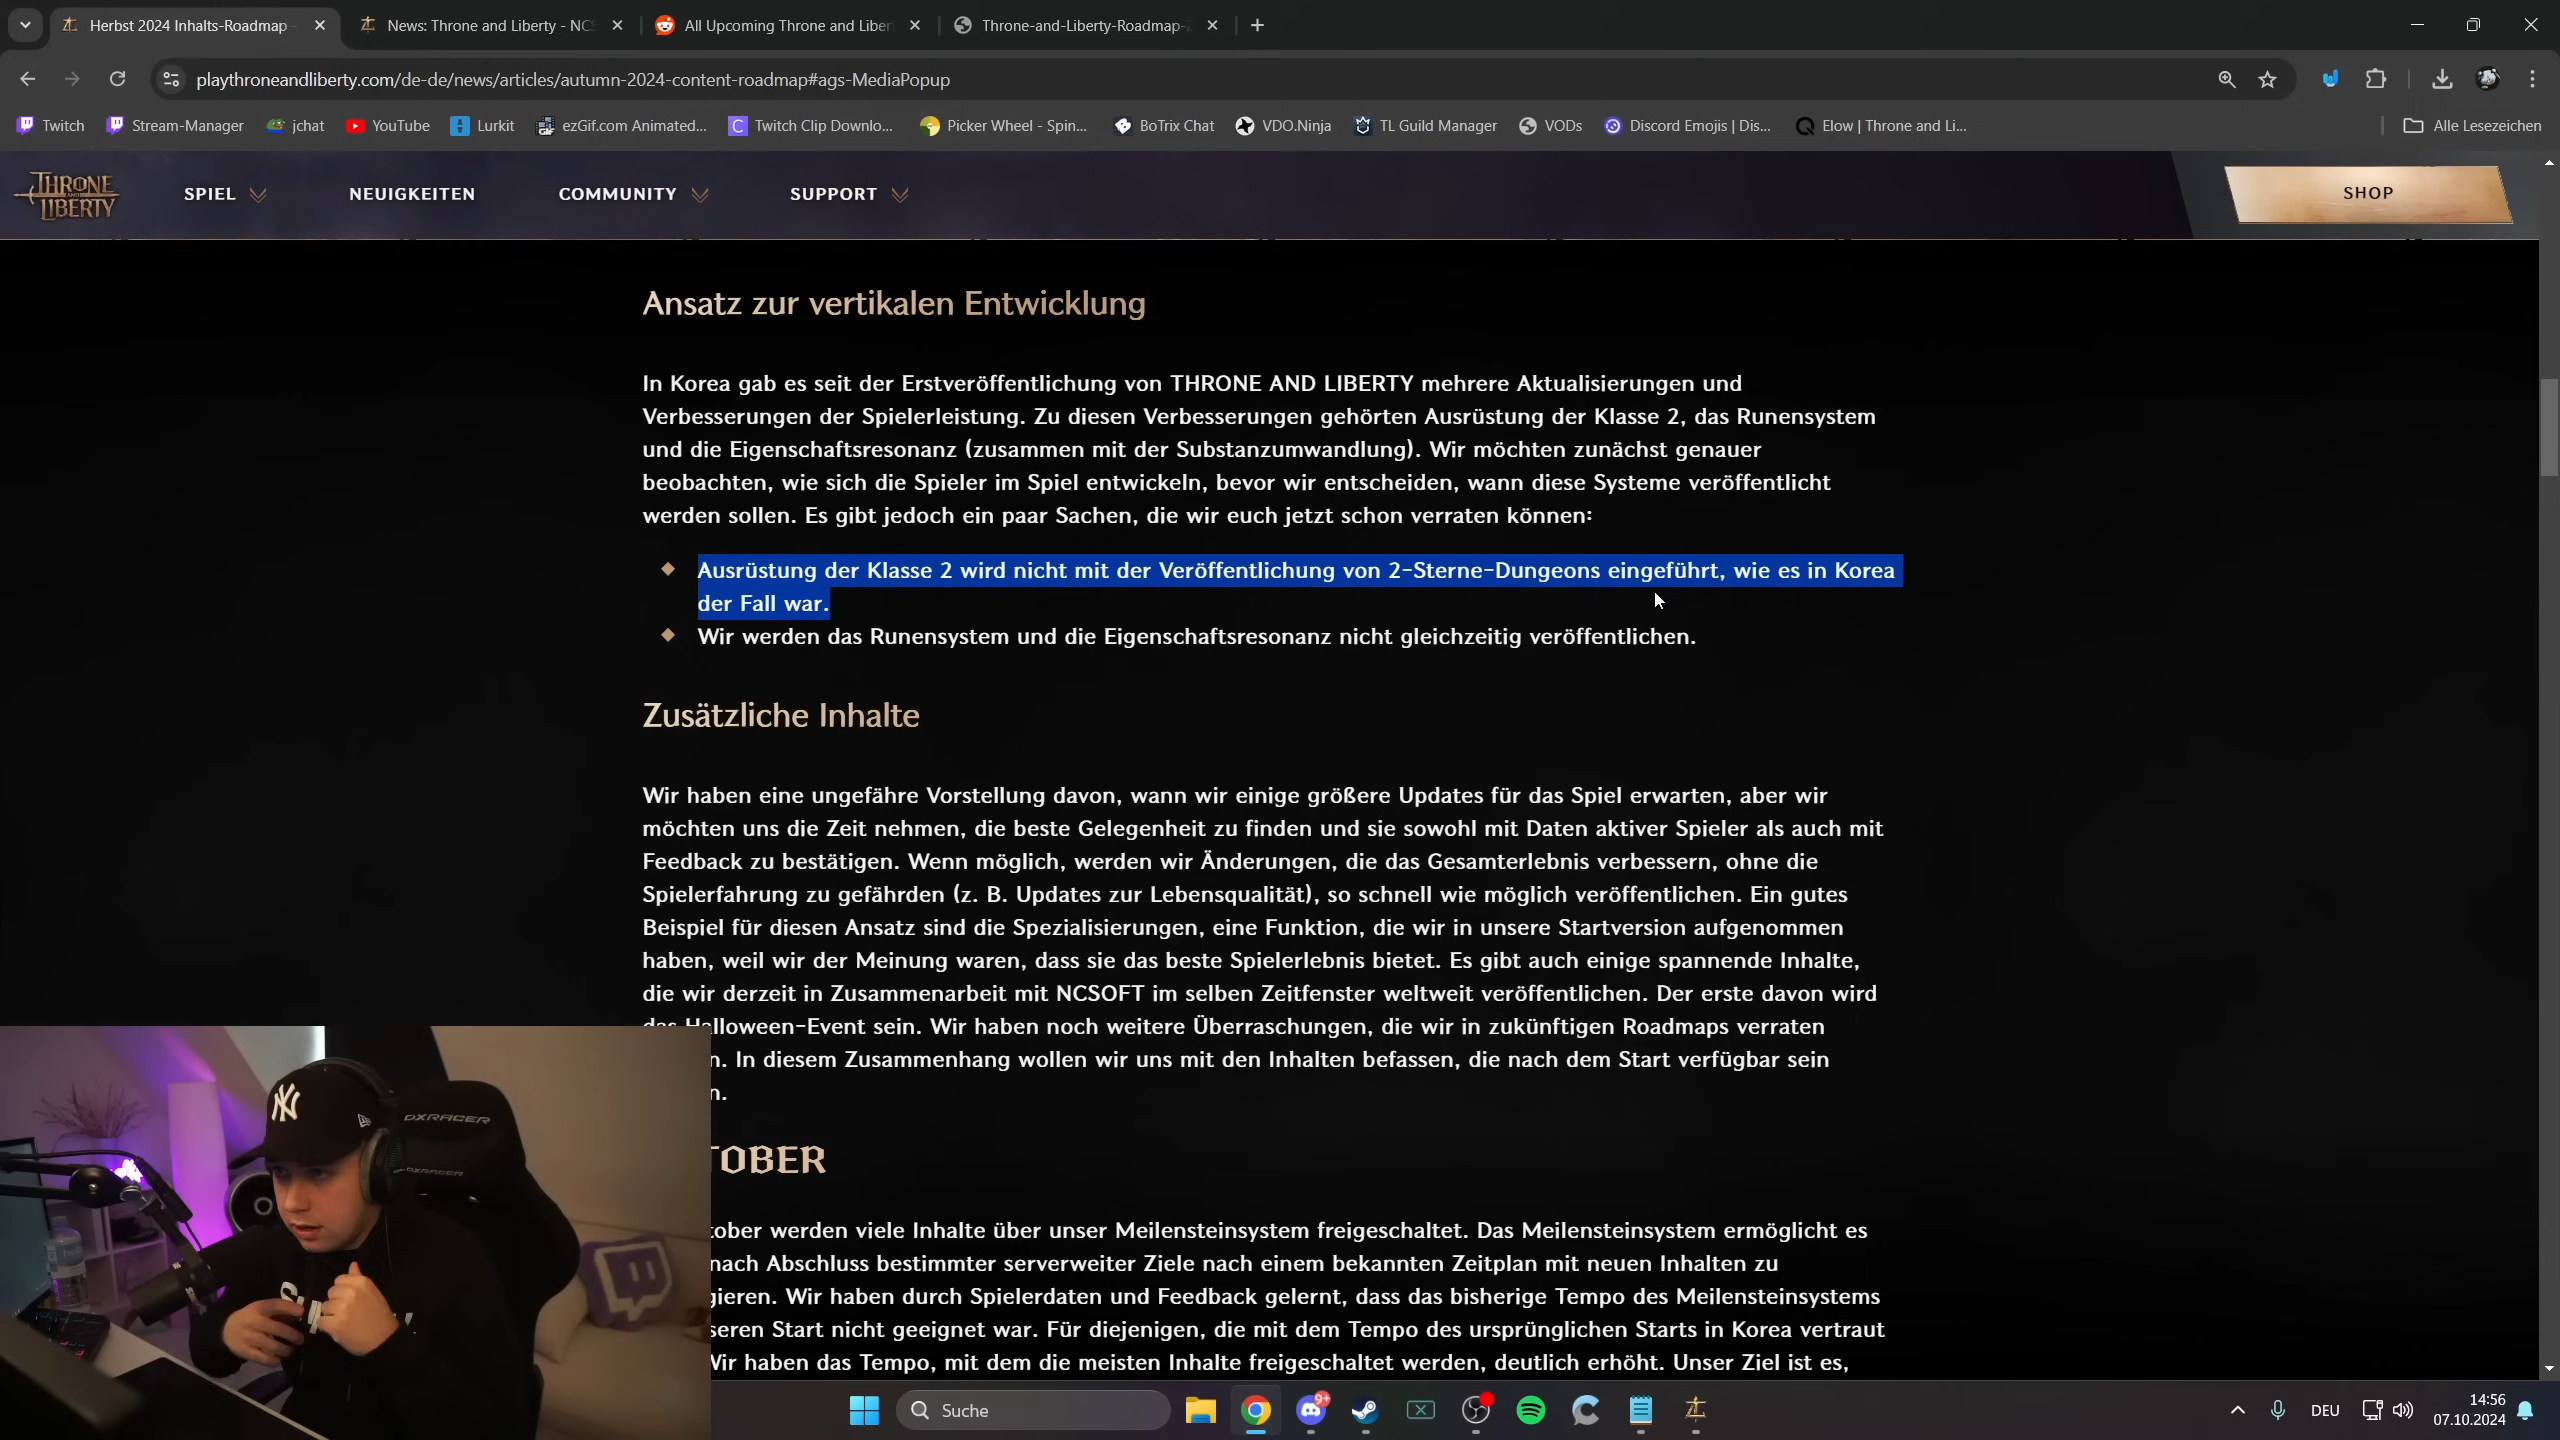 Herbst 2024 Inhalts-Roadmap
News: Throne and Liberty - NCS
All Upcoming Throne and Liber
Throne-and-Liberty-Roadmap-2
playthroneandliberty.com/de-de/news/articles/autumn-2024-content-roadmap#ags-MediaPopup
Twitch
Stream-Manager
jchat
YouTube
Lurkit
ezGif.com Animated...
Twitch Clip Downlo...
Picker Wheel - Spin...
BoTrix Chat
VDO.Ninja
TL Guild Manager
VODs
Discord Emojis | Dis...
Elow | Throne and Li...
Alle Lesezeichen
THRONE AND LIBERTY
SPIEL
NEUIGKEITEN
COMMUNITY
SUPPORT
SHOP
Ansatz zur vertikalen Entwicklung
In Korea gab es seit der Erstveröffentlichung von THRONE AND LIBERTY mehrere Aktualisierungen und
Verbesserungen der Spielerleistung. Zu diesen Verbesserungen gehörten Ausrüstung der Klasse 2, das Runensystem
und die Eigenschaftsresonanz (zusammen mit der Substanzumwandlung). Wir möchten zunächst genauer
beobachten, wie sich die Spieler im Spiel entwickeln, bevor wir entscheiden, wann diese Systeme veröffentlicht
werden sollen. Es gibt jedoch ein paar Sachen, die wir euch jetzt schon verraten können:
Ausrüstung der Klasse 2 wird nicht mit der Veröffentlichung von 2-Sterne-Dungeons eingeführt, wie es in Korea
der Fall war.
Wir werden das Runensystem und die Eigenschaftsresonanz nicht gleichzeitig veröffentlichen.
Zusätzliche Inhalte
Wir haben eine ungefähre Vorstellung davon, wann wir einige größere Updates für das Spiel erwarten, aber wir
möchten uns die Zeit nehmen, die beste Gelegenheit zu finden und sie sowohl mit Daten aktiver Spieler als auch mit
Feedback zu bestätigen. Wenn möglich, werden wir Änderungen, die das Gesamterlebnis verbessern, ohne die
Spielerfahrung zu gefährden (z. B. Updates zur Lebensqualität), so schnell wie möglich veröffentlichen. Ein gutes
Beispiel für diesen Ansatz sind die Spezialisierungen, eine Funktion, die wir in unsere Startversion aufgenommen
haben, weil wir der Meinung waren, dass sie das beste Spielerlebnis bietet. Es gibt auch einige spannende Inhalte,
die wir derzeit in Zusammenarbeit mit NCSOFT im selben Zeitfenster weltweit veröffentlichen. Der erste davon wird
das Halloween-Event sein. Wir haben noch weitere Überraschungen, die wir in zukünftigen Roadmaps verraten
n. In diesem Zusammenhang wollen wir uns mit den Inhalten befassen, die nach dem Start verfügbar sein
n.
TOBER
tober werden viele Inhalte über unser Meilensteinsystem freigeschaltet. Das Meilensteinsystem ermöglicht es
nach Abschluss bestimmter serverweiter Ziele nach einem bekannten Zeitplan mit neuen Inhalten zu
gieren. Wir haben durch Spielerdaten und Feedback gelernt, dass das bisherige Tempo des Meilensteinsystems
seren Start nicht geeignet war. Für diejenigen, die mit dem Tempo des ursprünglichen Starts in Korea vertraut
Wir haben das Tempo, mit dem die meisten Inhalte freigeschaltet werden, deutlich erhöht. Unser Ziel ist es,
NY
DXRACER
DXRACER
Suche
9+
DEU
14:56
07.10.2024